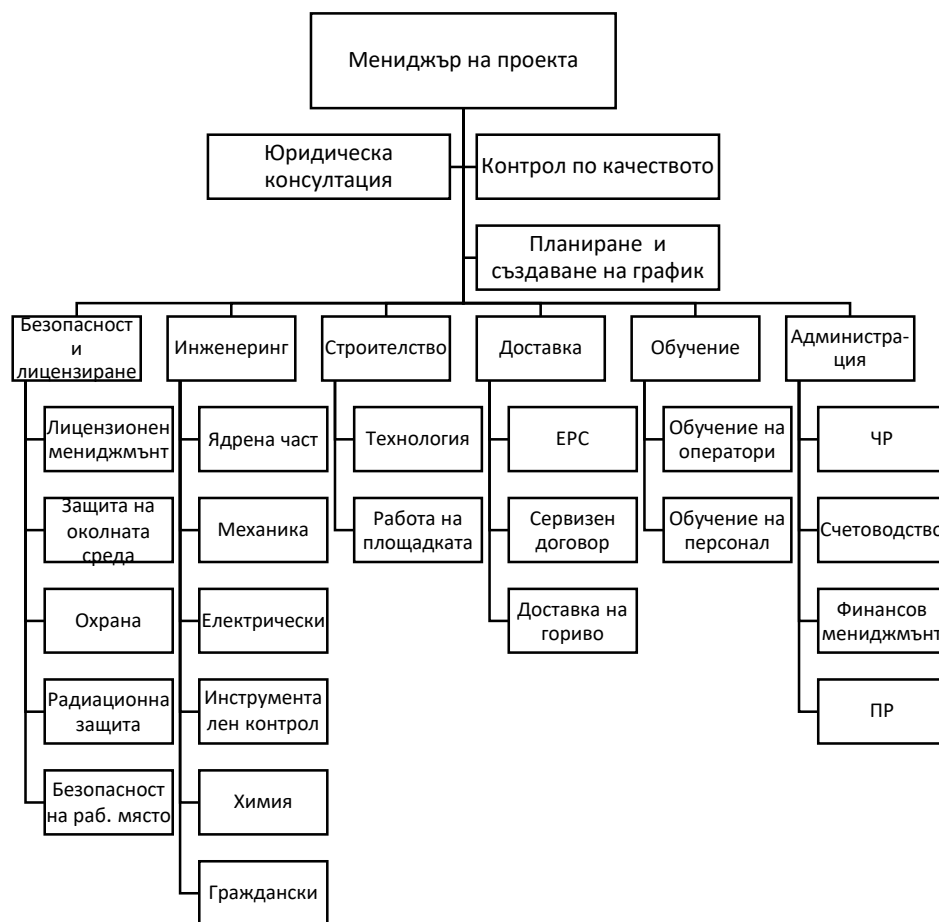 Мениджър на проекта
Юридическа
консултация
Контрол по качеството
Планиране и
създаване на график
Безопасност
и
лицензиране
Инженеринг
Строителство
Доставка
Обучение
Администра-
ция
Лицензионен
мениджмънт
Ядрена част
Технология
ЕРС
Обучение на
оператори
ЧР
Защита на
околната
среда
Механика
Работа на
площадката
Сервизен
договор
Обучение на
персонал
Счетоводство
Охрана
Електрически
Доставка на
гориво
Финансов
мениджмънт
Радиационна
защита
Инструмента
лен контрол
ПР
Безопасност
на раб. място
Химия
Граждански